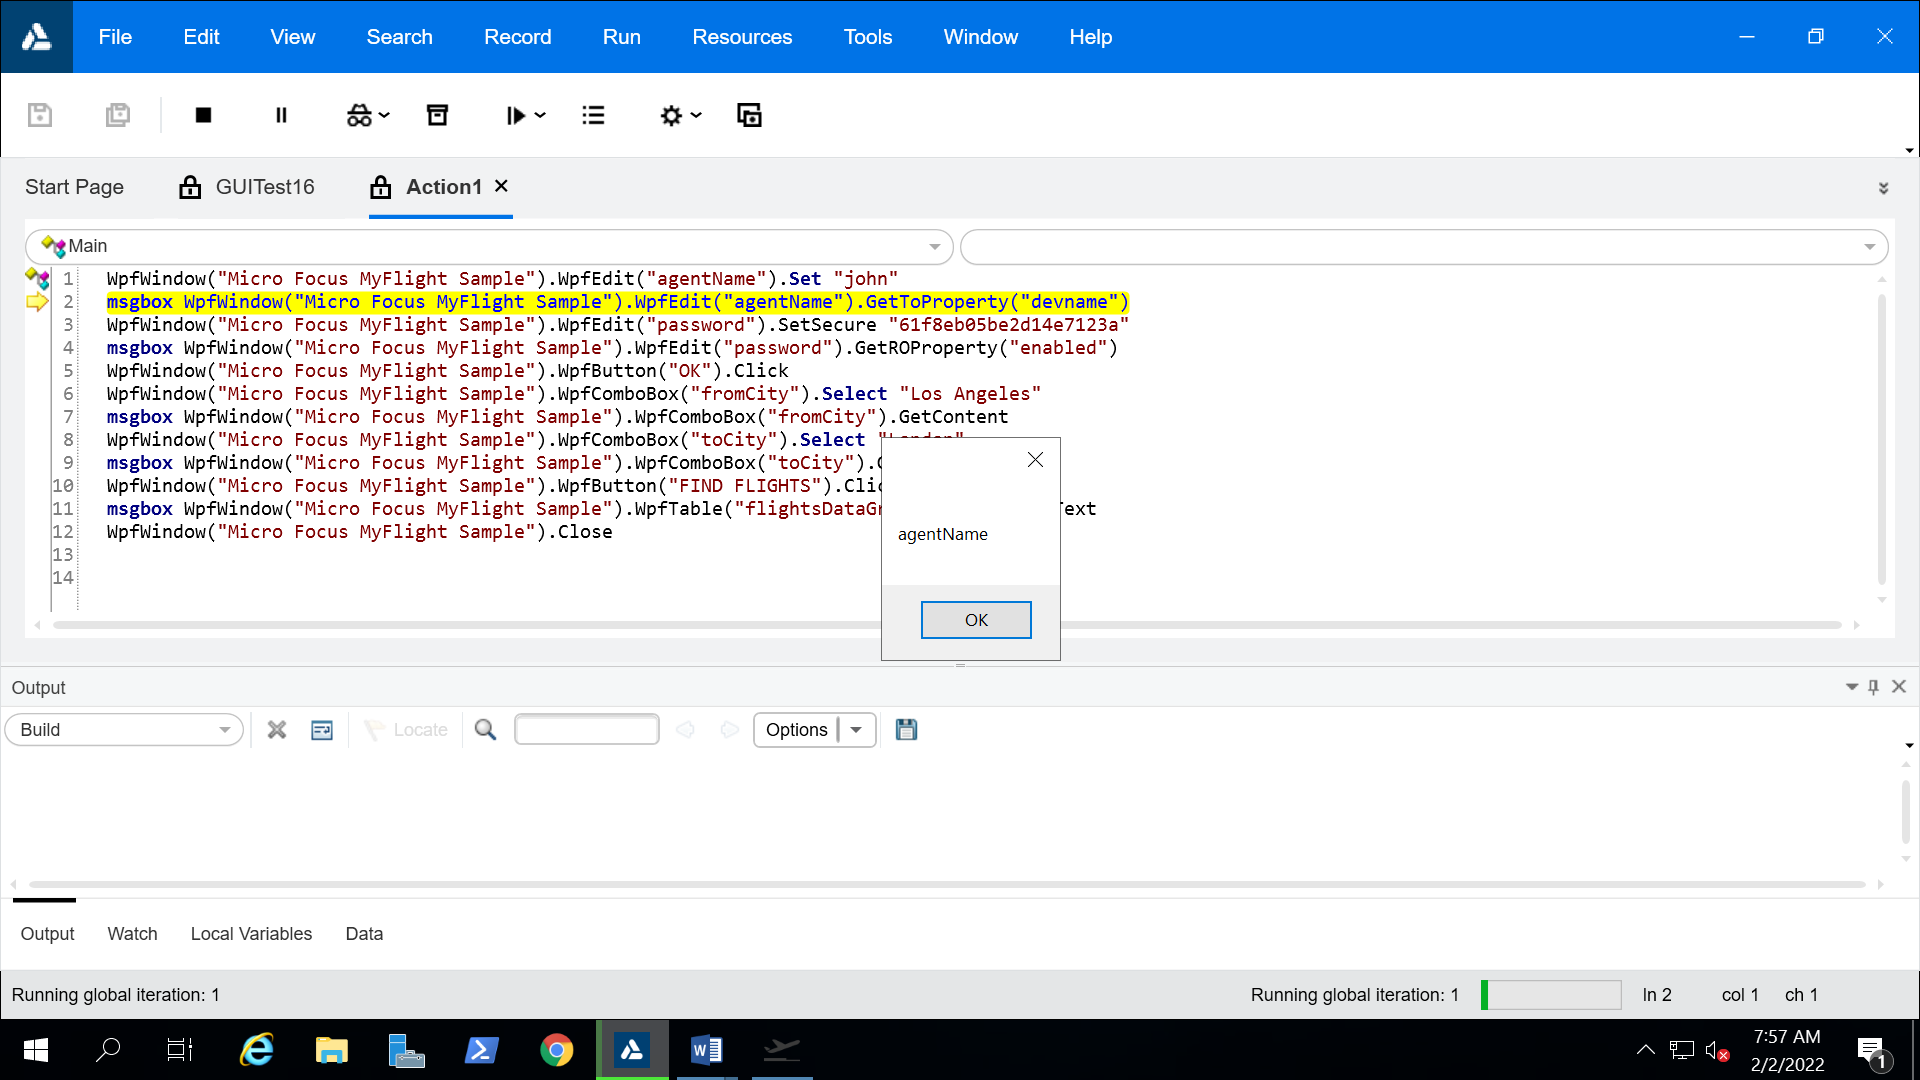 File Edit View Search Record Run Resources Tools Window Help
Start Page GUITest16 Action1
Main
1 WpfWindow("Micro Focus MyFlight Sample").WpfEdit("agentName").Set "john"
2 msgbox WpfWindow("Micro Focus MyFlight Sample").WpfEdit("agentName").GetToProperty("devname")
3 WpfWindow("Micro Focus MyFlight Sample").WpfEdit("password").SetSecure "61f8eb05be2d14e7123a"
4 msgbox WpfWindow("Micro Focus MyFlight Sample").WpfEdit("password").GetROProperty("enabled")
5 WpfWindow("Micro Focus MyFlight Sample").WpfButton("OK").Click
6 WpfWindow("Micro Focus MyFlight Sample").WpfComboBox("fromCity").Select "Los Angeles"
7 msgbox WpfWindow("Micro Focus MyFlight Sample").WpfComboBox("fromCity").GetContent
8 WpfWindow("Micro Focus MyFlight Sample").WpfComboBox("toCity").Select
9 msgbox WpfWindow("Micro Focus MyFlight Sample").WpfComboBox("toCity").
10 WpfWindow("Micro Focus MyFlight Sample").WpfButton("FIND FLIGHTS").Clic
11 msgbox WpfWindow("Micro Focus MyFlight Sample").WpfTable("flightsDataGr ext
12 WpfWindow("Micro Focus MyFlight Sample").Close
13
14
agentName
OK
Output
Build Locate Options
Output Watch Local Variables Data
Running global iteration: 1 Running global iteration: 1 ln 2 col 1 ch 1
7:57 AM
2/2/2022
1